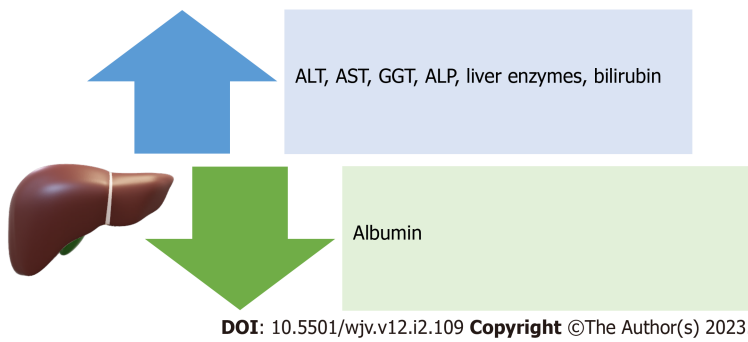 ALT, AST, GGT, ALP, liver enzymes, bilirubin
Albumin
DOI: 10.5501/wjv.v12.i2.109 Copyright ©The Author(s) 2023